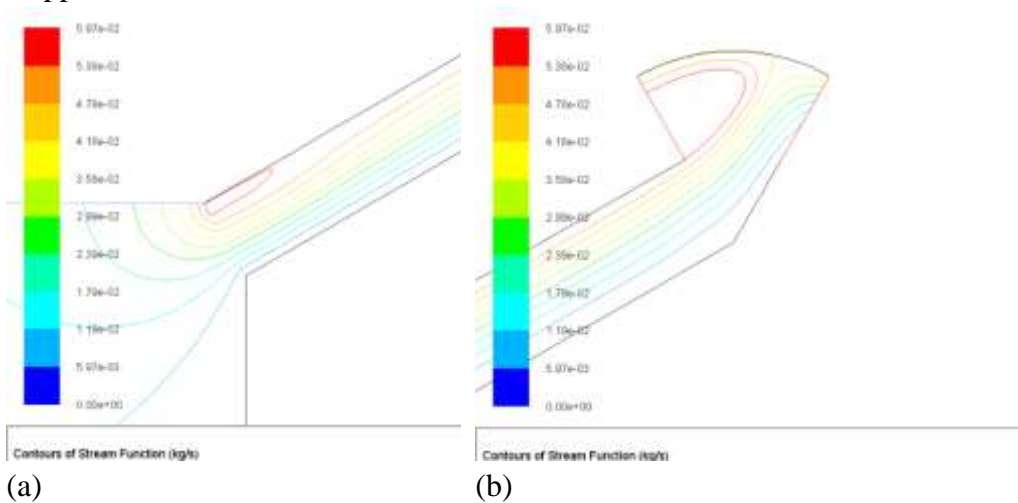 5.97e-02
5.38e-02
4.78e-02
4.18e-02
3.58e-02
2.99e-02
2.39e-02
1.79e-02
1.19e-02
5.97e-03
0.00e+00
Contours of Stream Function (kg/s)
(a)
5.97e-02
5.38e-02
4.78e-02
4.18e-02
3.58e-02
2.99e-02
2.39e-02
1.79e-02
1.19e-02
5.97e-03
0.00e+00
Contours of Stream Function (kg/s)
(b)